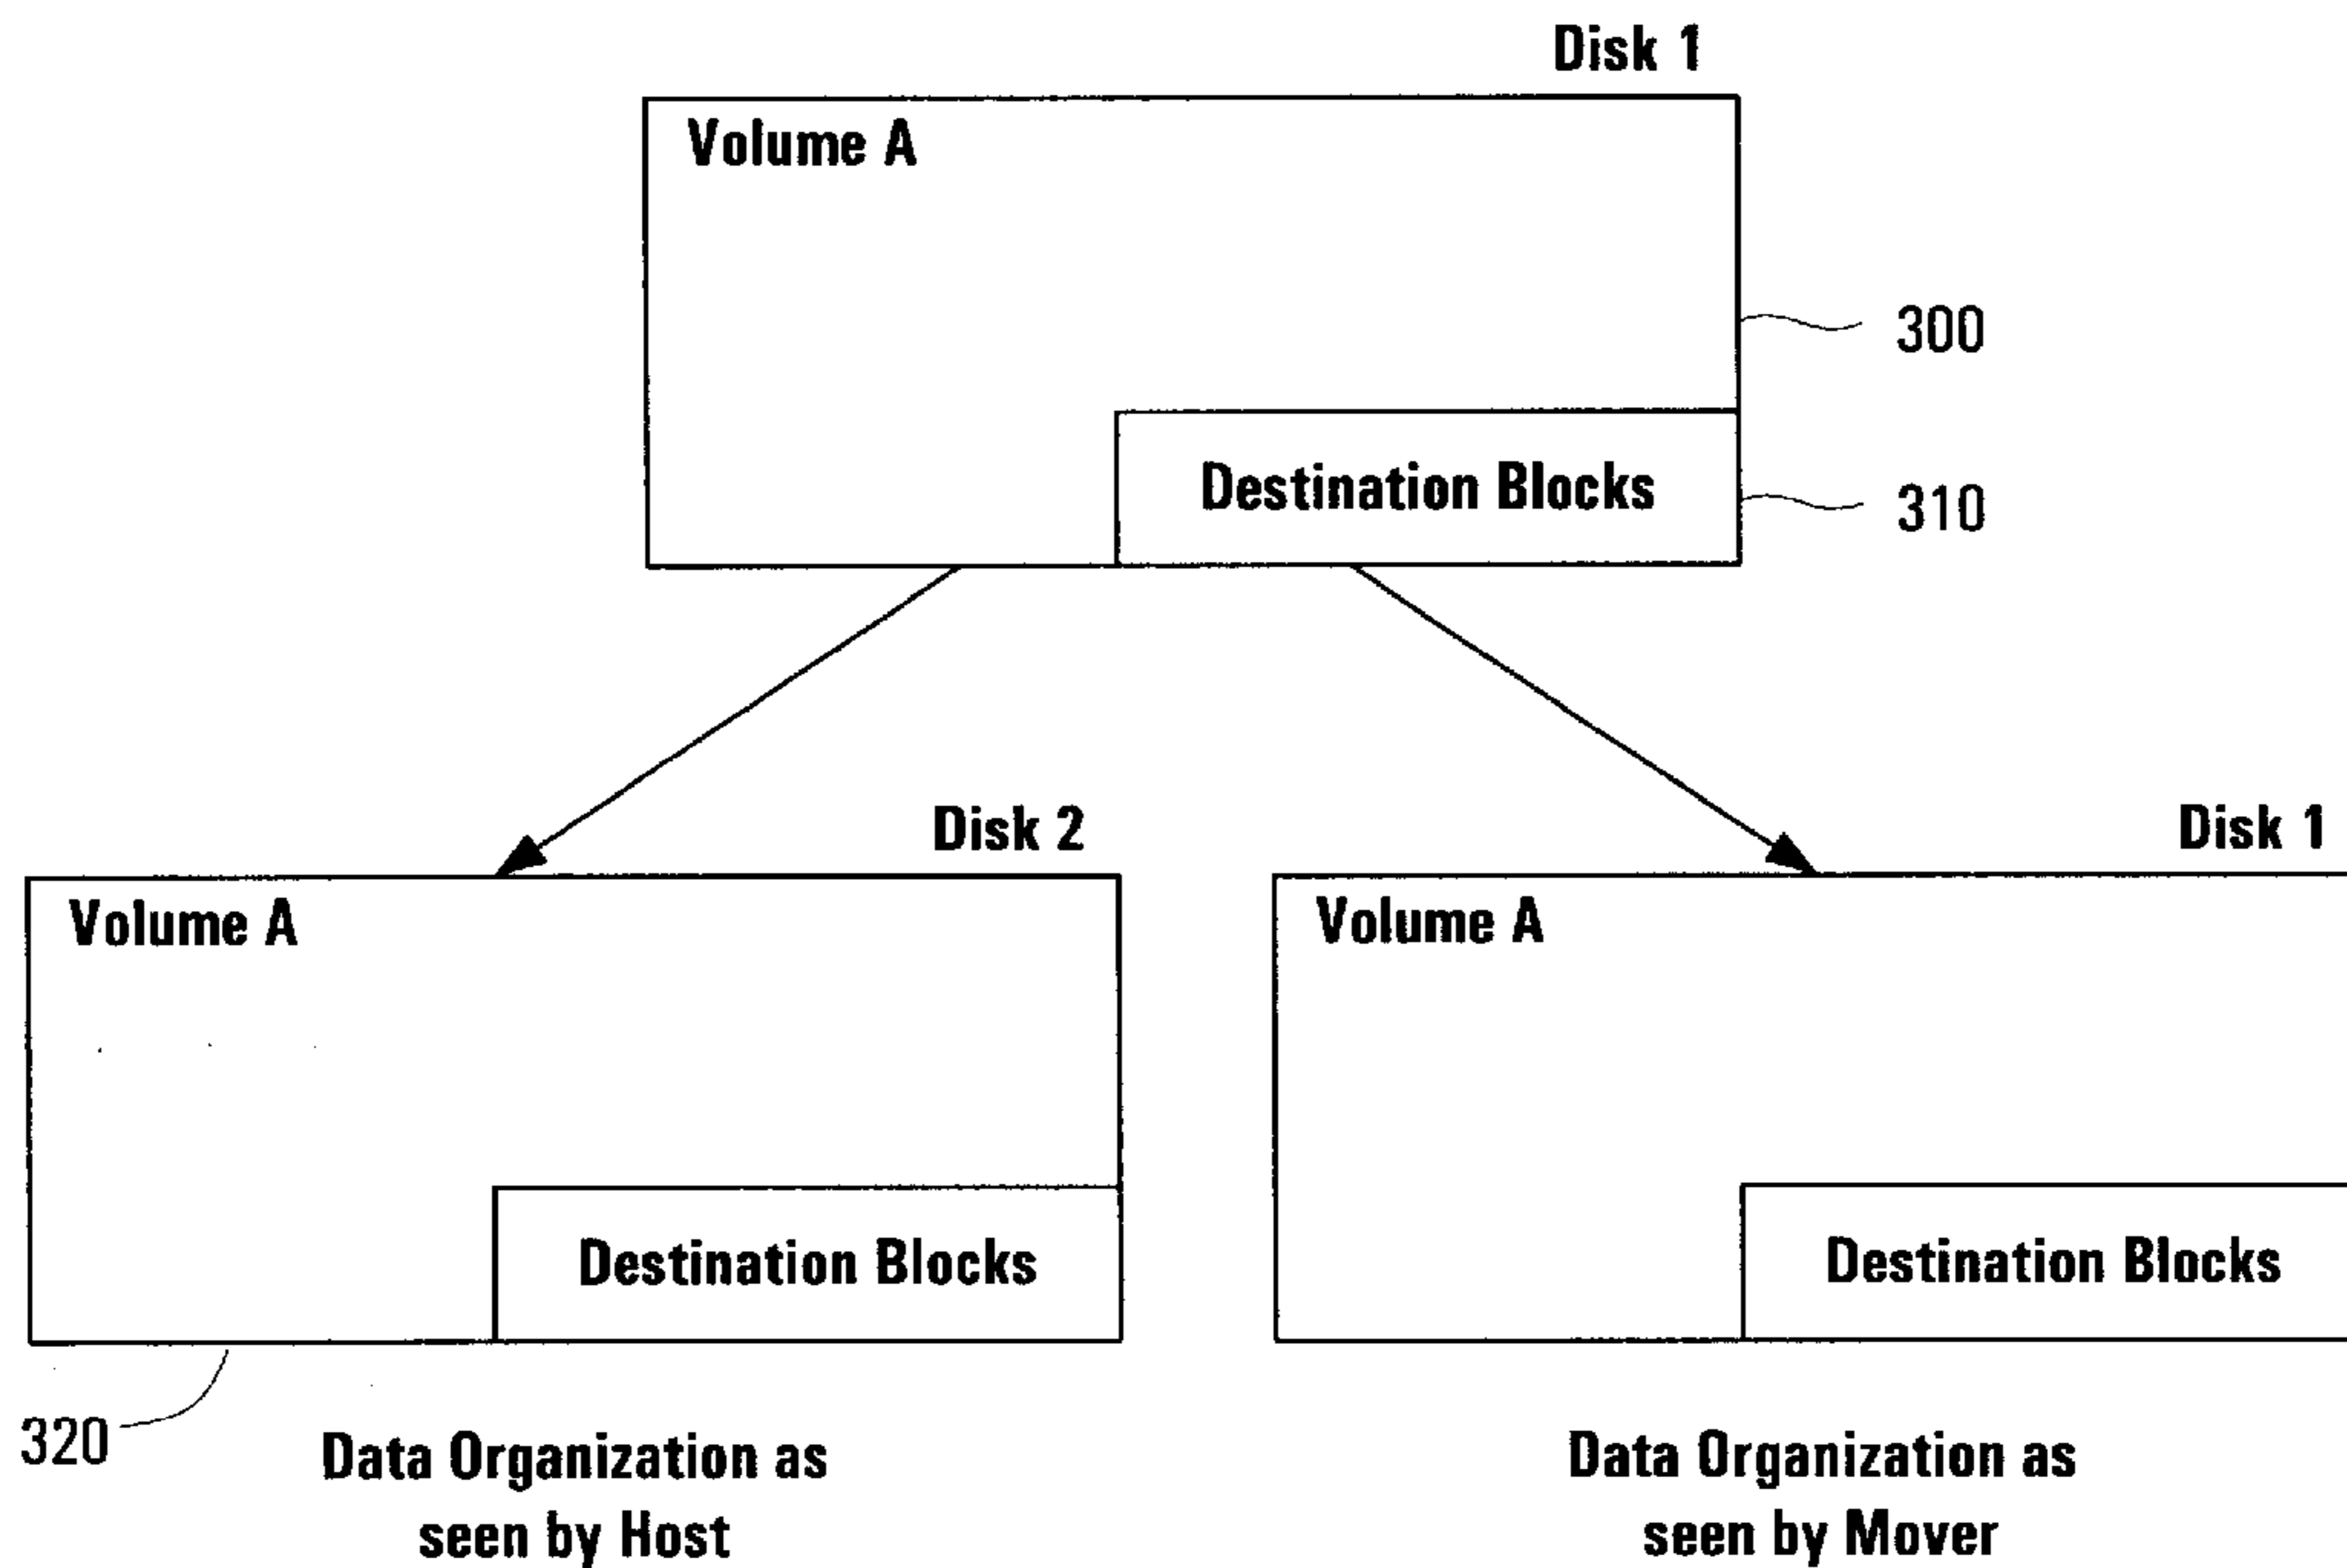 Disk 1
Volume A
300
Destination Blocks
310
Disk 2
Disk 1
Volume A
Volume A
Destination Blocks
Destination Blocks
320
Data Organization as
seen by Host
Data Organization as
seen by Mover